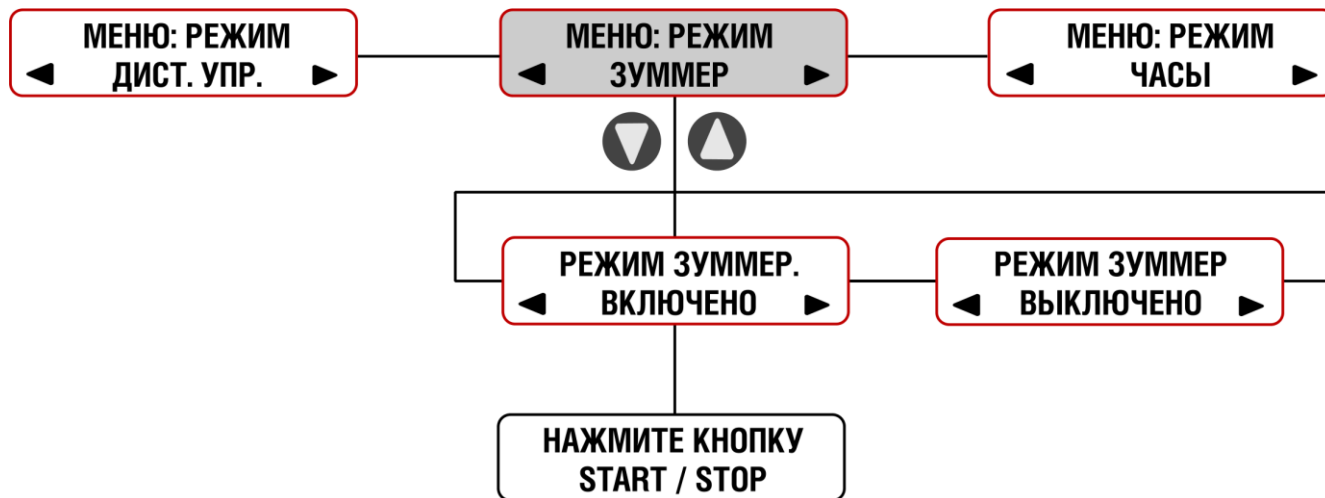 МЕНЮ: РЕЖИМ
◀ ДИСТ. УПР. ▶
МЕНЮ: РЕЖИМ
◀ ЗУММЕР ▶
МЕНЮ: РЕЖИМ
◀ ЧАСЫ ▶
РЕЖИМ ЗУММЕР.
◀ ВКЛЮЧЕНО ▶
РЕЖИМ ЗУММЕР
◀ ВЫКЛЮЧЕНО ▶
НАЖМИТЕ КНОПКУ
START / STOP